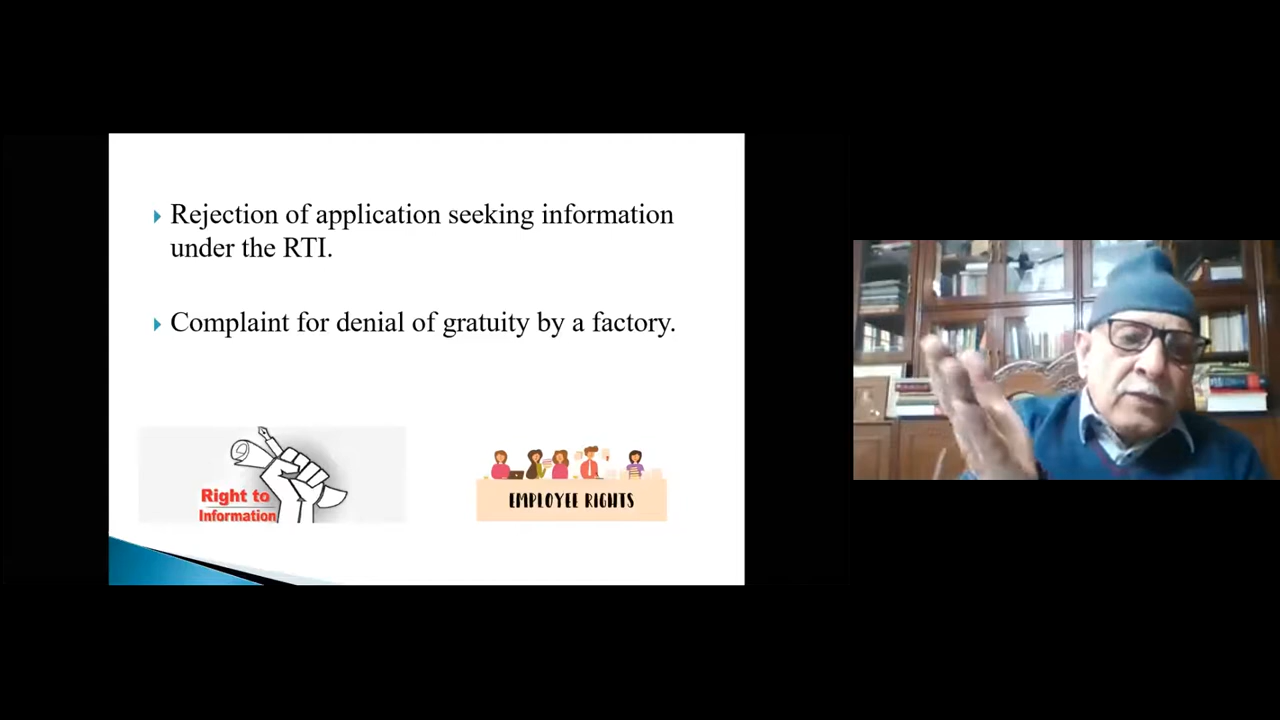 Rejection of application seeking information
under the RTI.
Complaint for denial of gratuity by a factory.
Right to
Information
EMPLOYEE RIGHTS